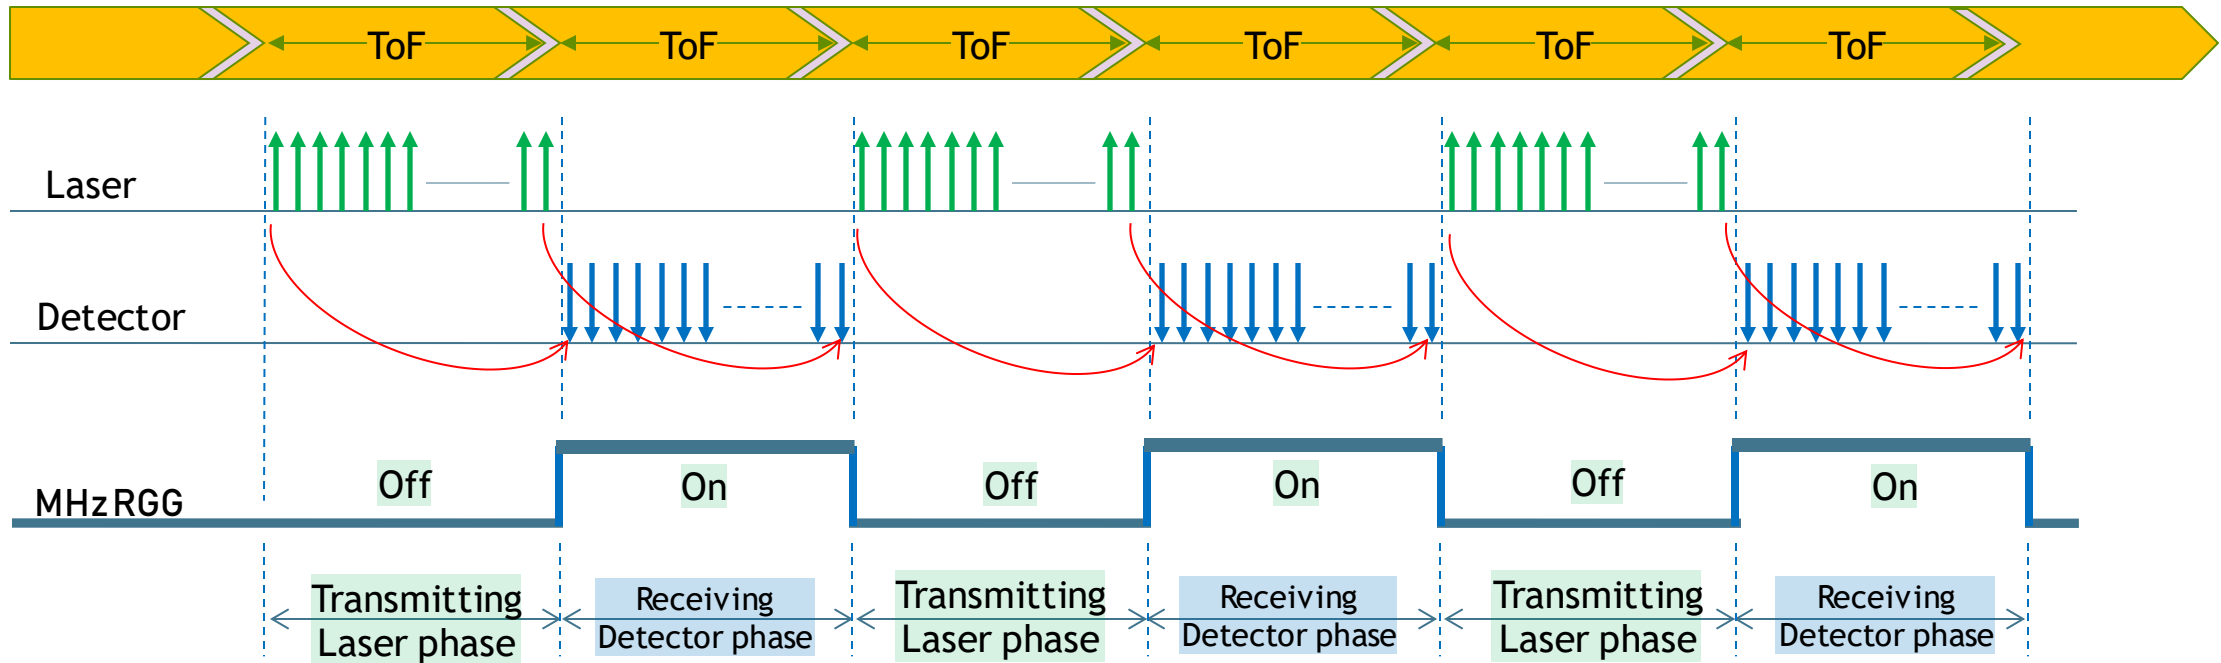 ToF ToF ToF ToF ToF ToF
Laser
Detector
MHz RGG
Off On Off On Off On
Transmitting Laser phase
Receiving Detector phase
Transmitting Laser phase
Receiving Detector phase
Transmitting Laser phase
Receiving Detector phase